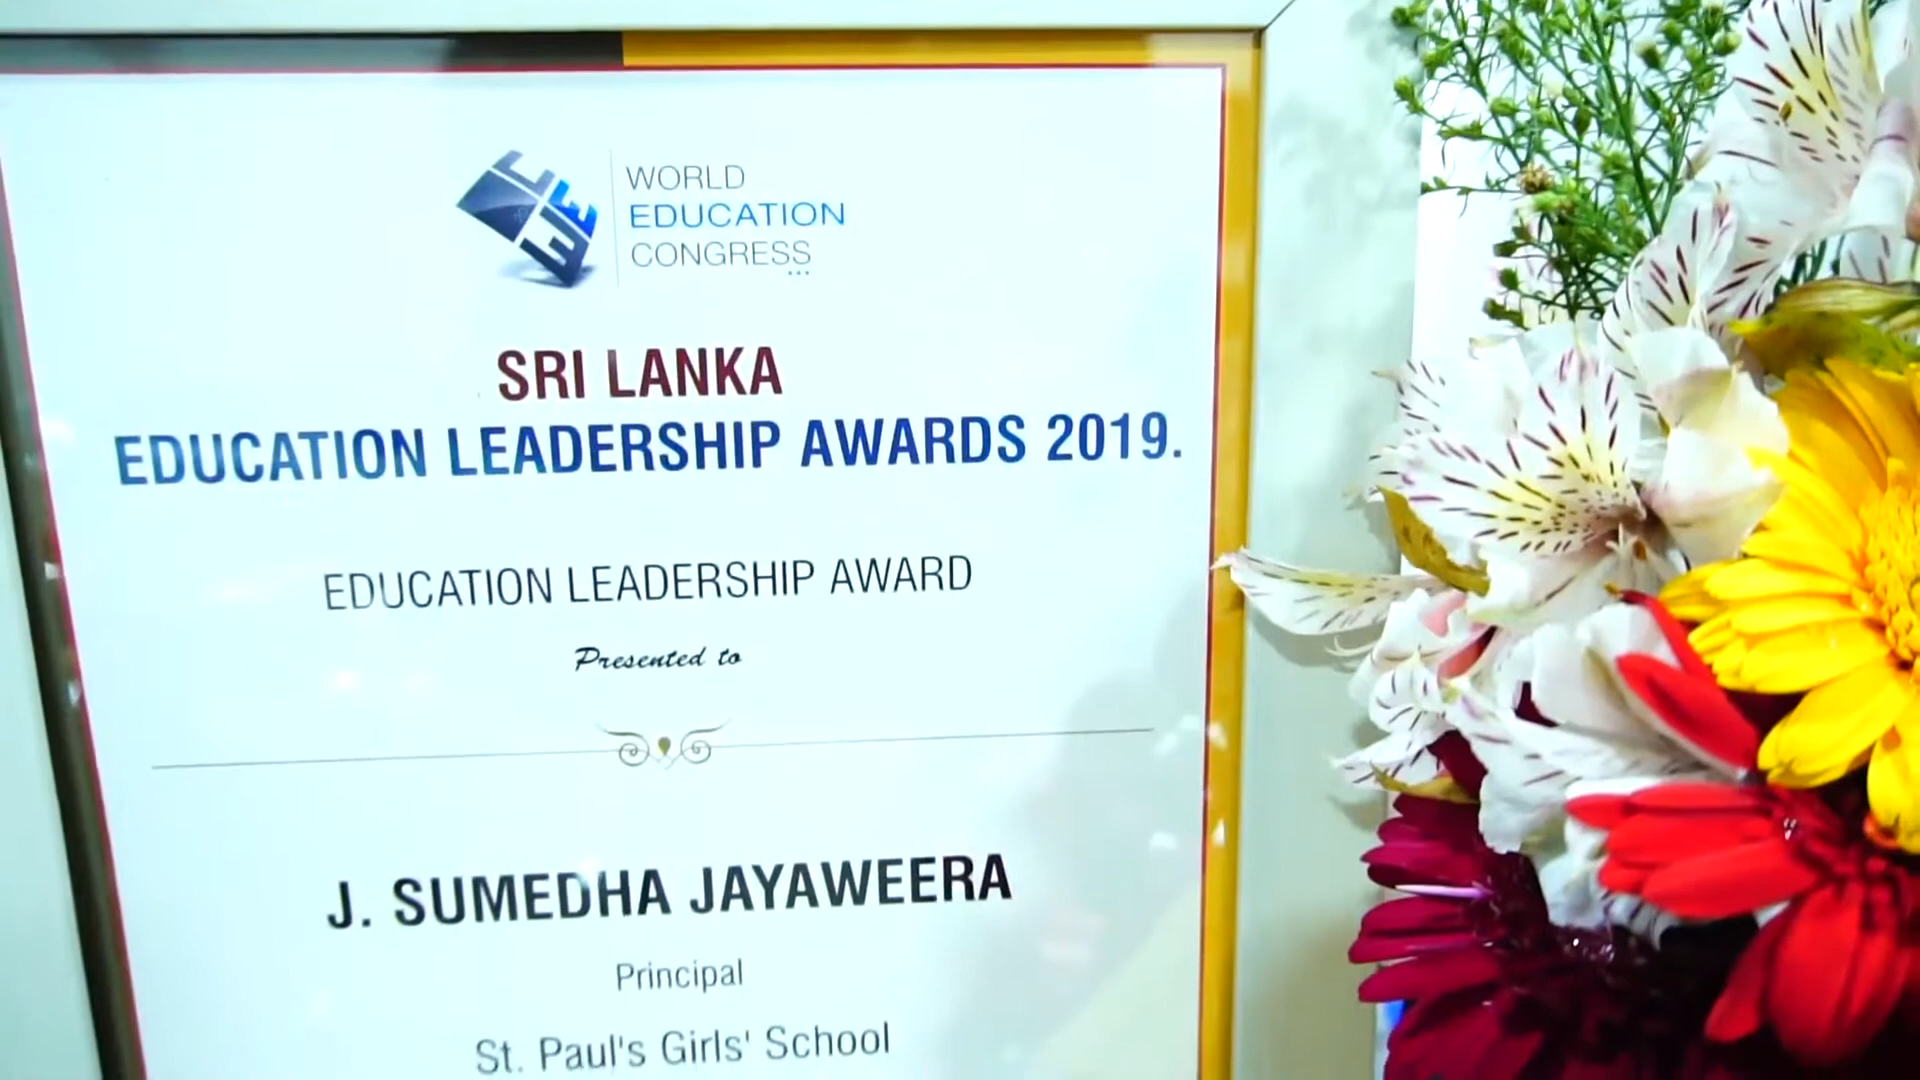 WORLD
EDUCATION
CONGRESS
SRI LANKA
EDUCATION LEADERSHIP AWARDS 2019.
EDUCATION LEADERSHIP AWARD
Presented to
J. SUMEDHA JAYAWEERA
Principal
St. Paul's Girls' School